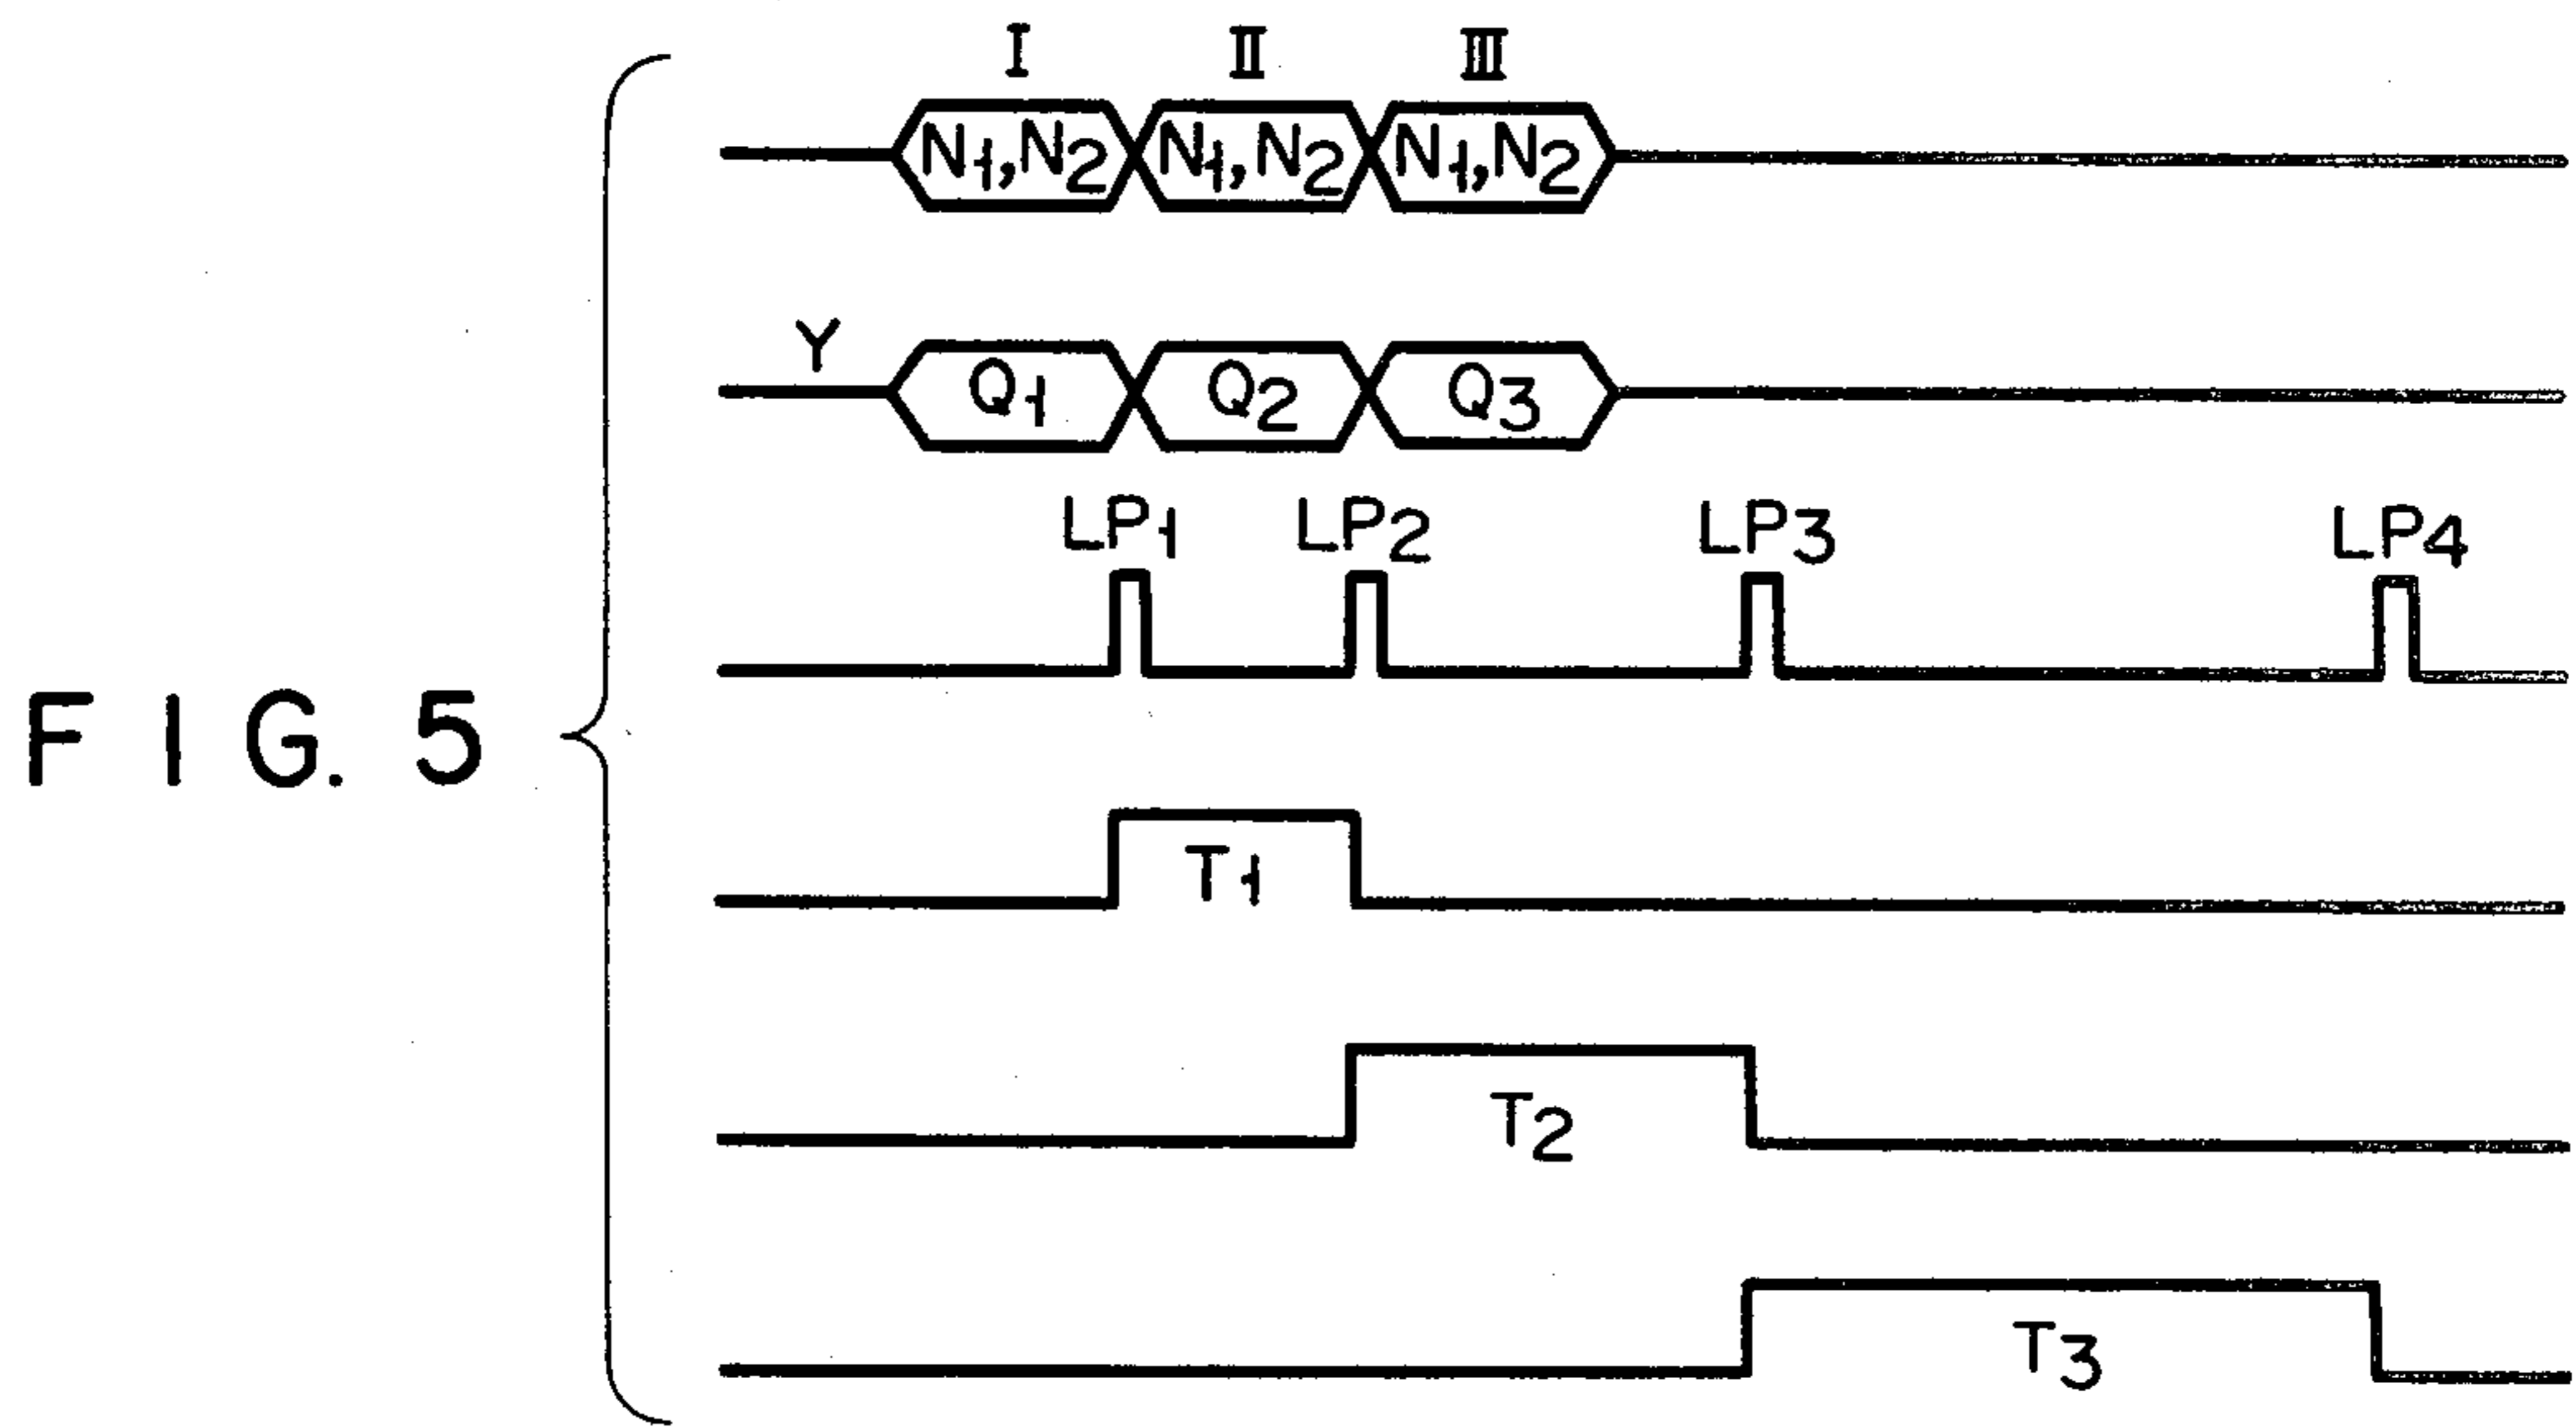 I II III
N1,N2 N1,N2 N1,N2
Y Q1 Q2 Q3
LP1 LP2 LP3 LP4
FIG. 5
T1
T2
T3